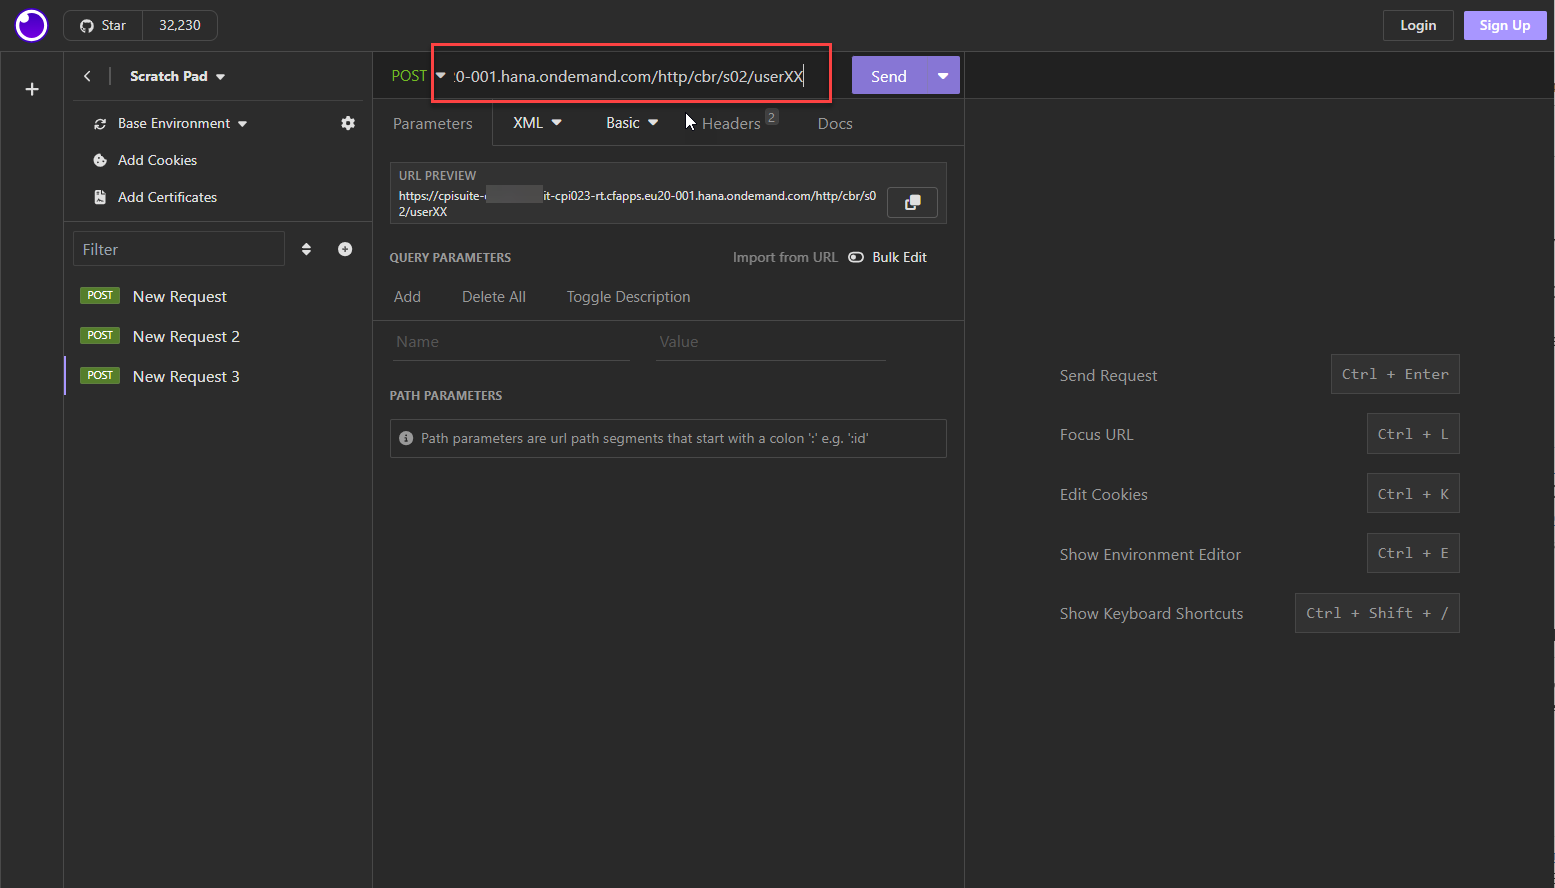 Star 32,230 Login Sign Up
Scratch Pad
POST 20-001.hana.ondemand.com/http/cbr/s02/userXX Send
Base Environment
Parameters XML Basic Headers 2 Docs
Add Cookies
Add Certificates
URL PREVIEW
https://cpisuite- it-cpi023-rt.cfapps.eu20-001.hana.ondemand.com/http/cbr/s0
2/userXX
Filter
QUERY PARAMETERS Import from URL Bulk Edit
Add Delete All Toggle Description
POST New Request
POST New Request 2
POST New Request 3
Name Value
PATH PARAMETERS
Path parameters are url path segments that start with a colon ':' e.g. ':id'
Send Request Ctrl + Enter
Focus URL Ctrl + L
Edit Cookies Ctrl + K
Show Environment Editor Ctrl + E
Show Keyboard Shortcuts Ctrl + Shift + /